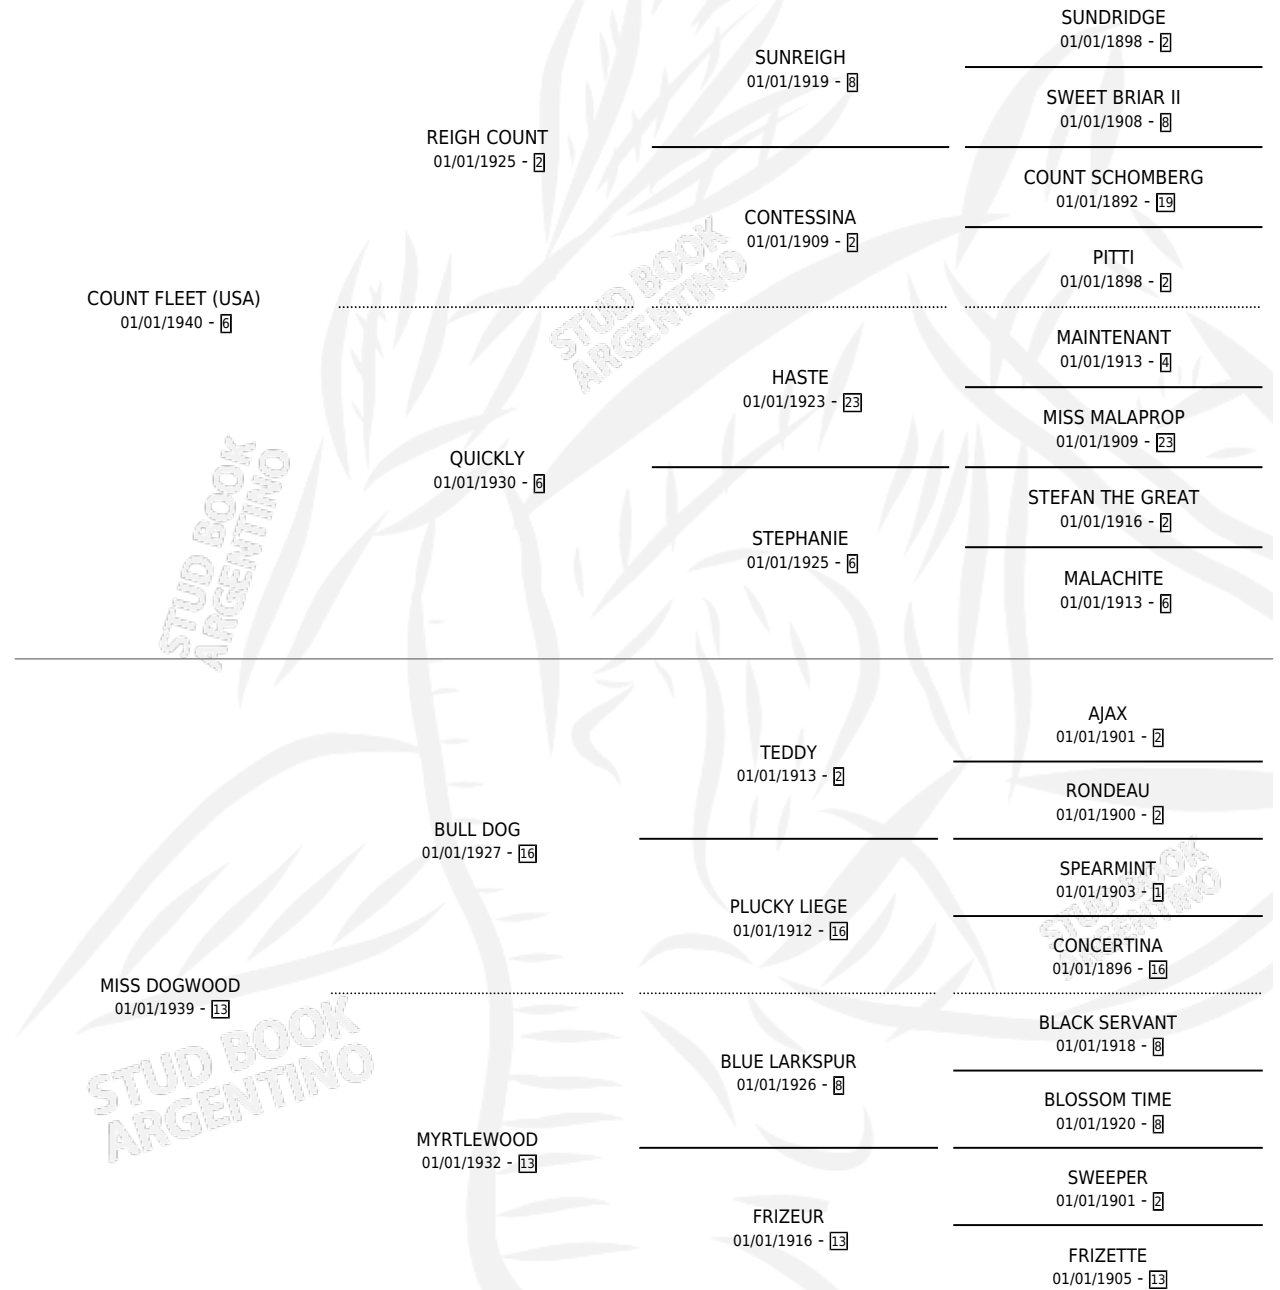 SUNDRIDGE
01/01/1898 - 2
SUNREIGH
01/01/1919 - 8
SWEET BRIAR II
01/01/1908 - 8
REIGH COUNT
01/01/1925 - 2
COUNT SCHOMBERG
01/01/1892 - 19
CONTESSINA
01/01/1909 - 2
PITTI
01/01/1898 - 2
COUNT FLEET (USA)
01/01/1940 - 6
MAINTENANT
01/01/1913 - 4
HASTE
01/01/1923 - 23
MISS MALAPROP
01/01/1909 - 23
QUICKLY
01/01/1930 - 6
STEFAN THE GREAT
01/01/1916 - 2
STEPHANIE
01/01/1925 - 6
MALACHITE
01/01/1913 - 6
AJAX
01/01/1901 - 2
TEDDY
01/01/1913 - 2
RONDEAU
01/01/1900 - 2
BULL DOG
01/01/1927 - 16
SPEARMINT
01/01/1903 - 1
PLUCKY LIEGE
01/01/1912 - 16
CONCERTINA
01/01/1896 - 16
MISS DOGWOOD
01/01/1939 - 13
BLACK SERVANT
01/01/1918 - 8
BLUE LARKSPUR
01/01/1926 - 8
BLOSSOM TIME
01/01/1920 - 8
MYRTLEWOOD
01/01/1932 - 13
SWEEPER
01/01/1901 - 2
FRIZEUR
01/01/1916 - 13
FRIZETTE
01/01/1905 - 13
STUD BOOK
ARGENTINO
STUD BOOK
ARGENTINO
STUD BOOK
ARGENTINO
STUD BOOK
ARGENTINO